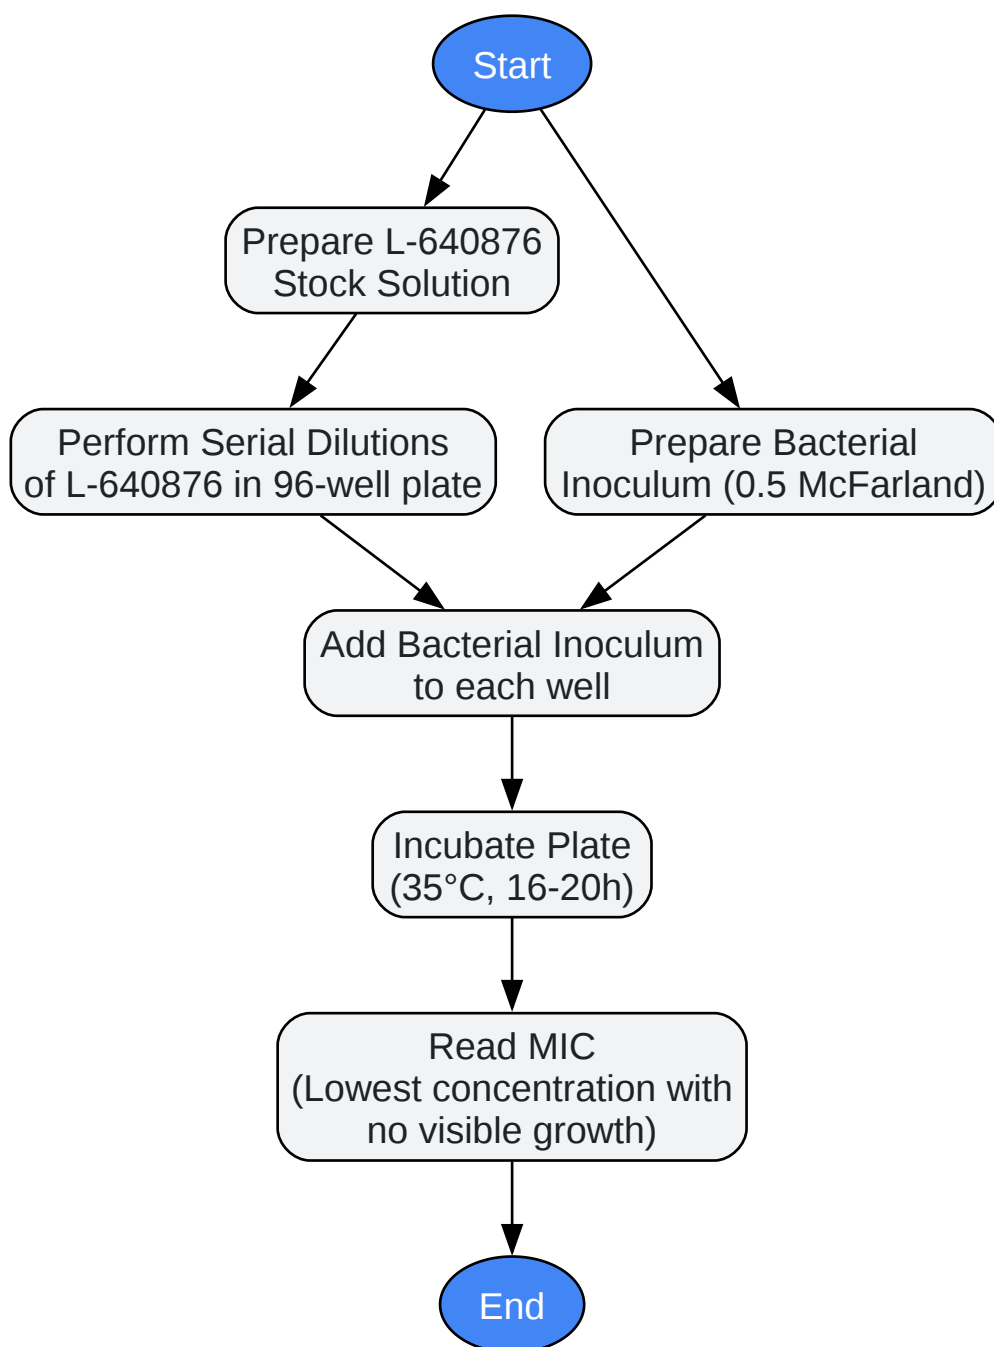 Start
Prepare L-640876
Stock Solution
Perform Serial Dilutions
of L-640876 in 96-well plate
Prepare Bacterial
Inoculum (0.5 McFarland)
Add Bacterial Inoculum
to each well
Incubate Plate
(35°C, 16-20h)
Read MIC
(Lowest concentration with
no visible growth)
End